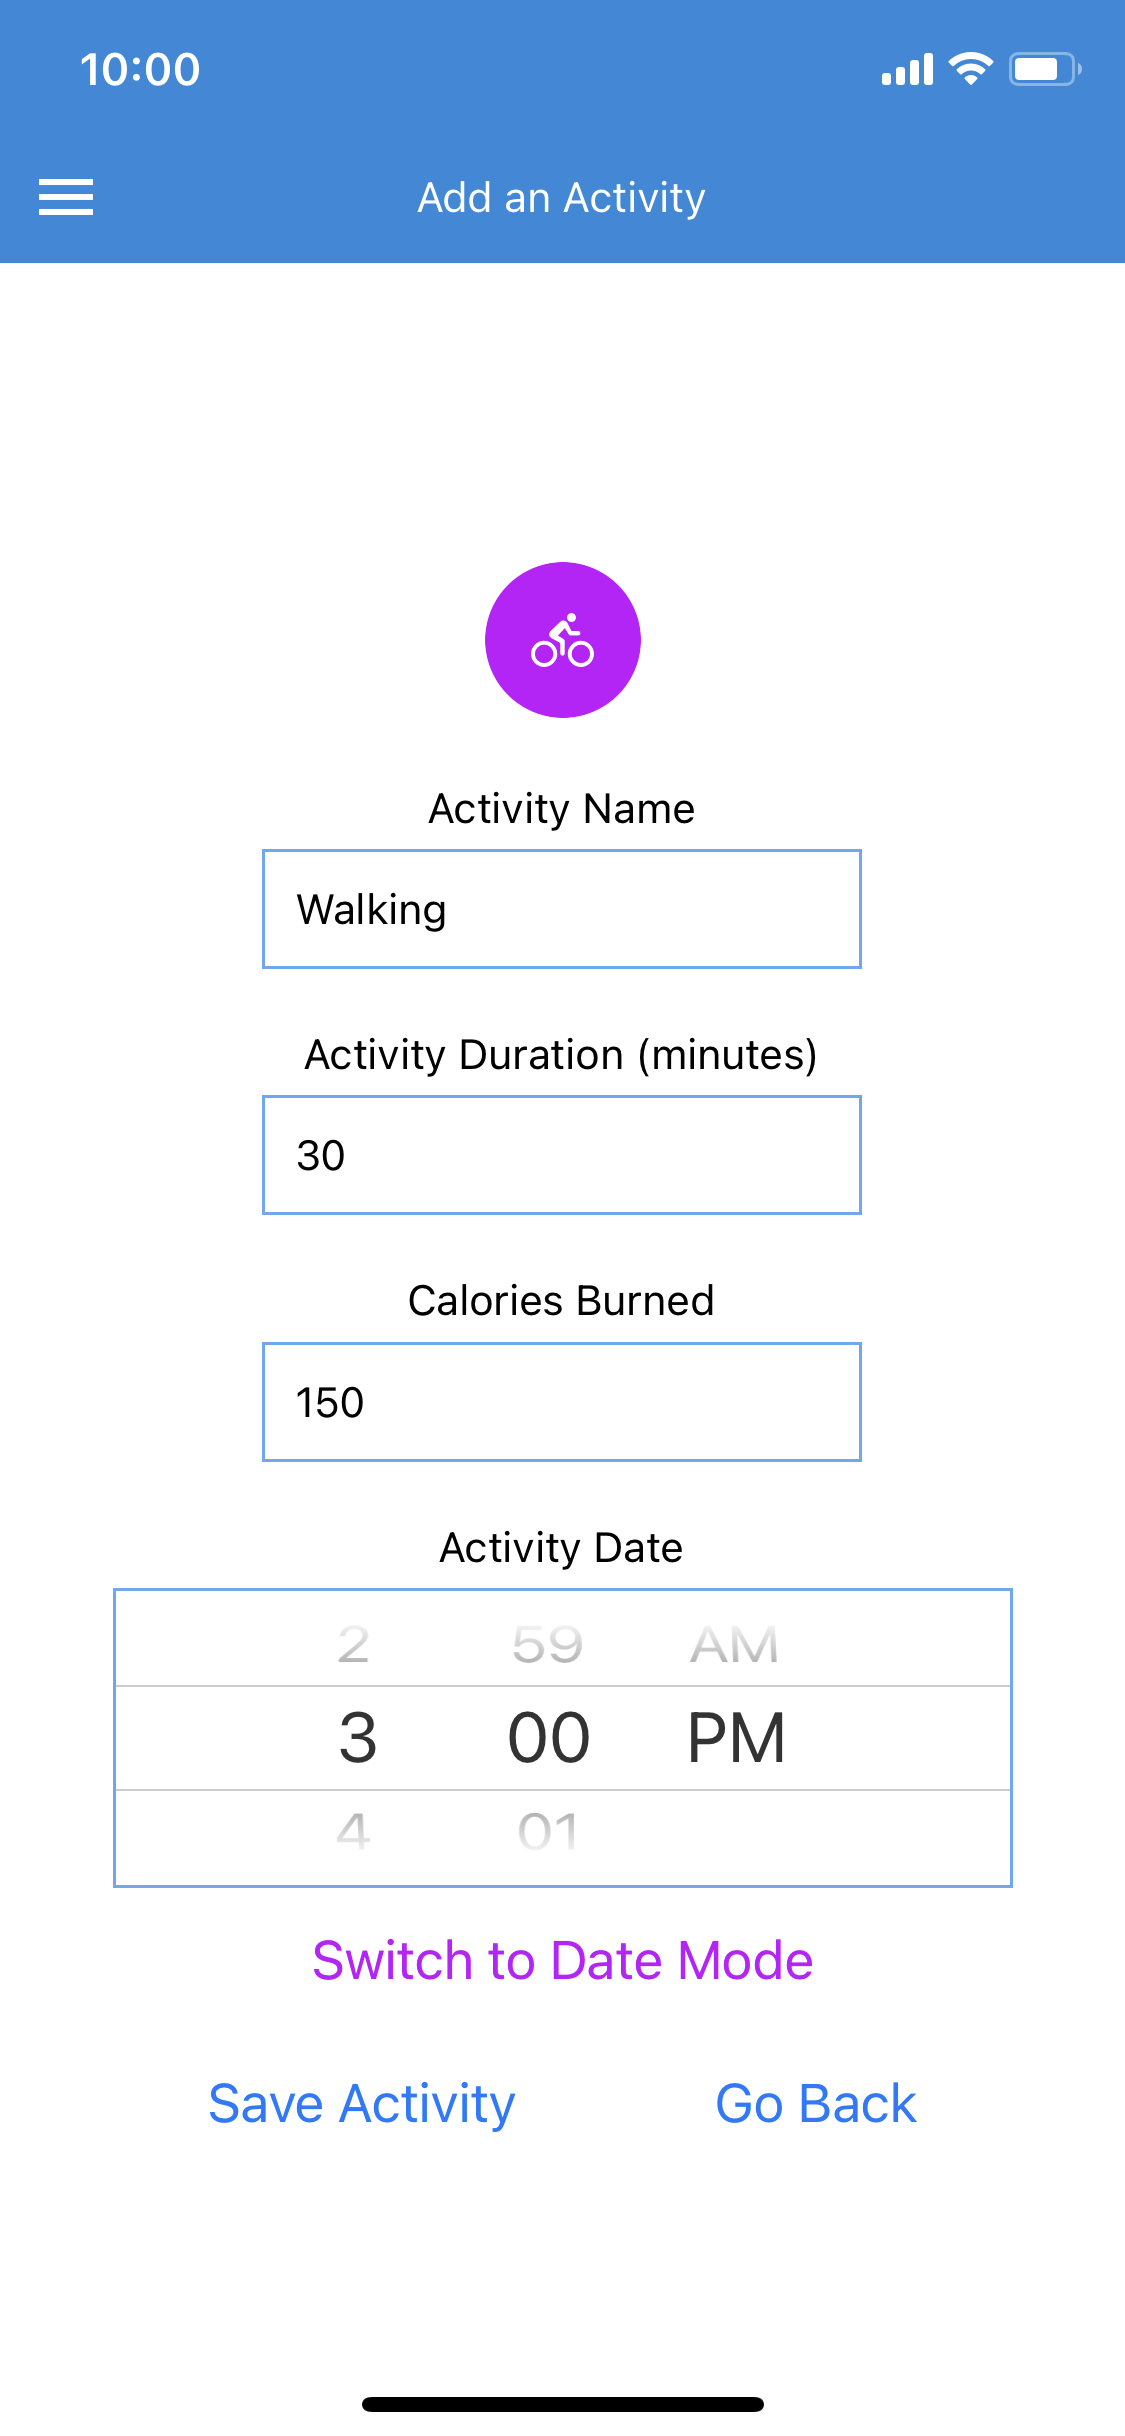 10:00
Add an Activity
Activity Name
Walking
Activity Duration (minutes)
30
Calories Burned
150
Activity Date
2 59 AM
3 00 PM
4 01
Switch to Date Mode
Save Activity Go Back